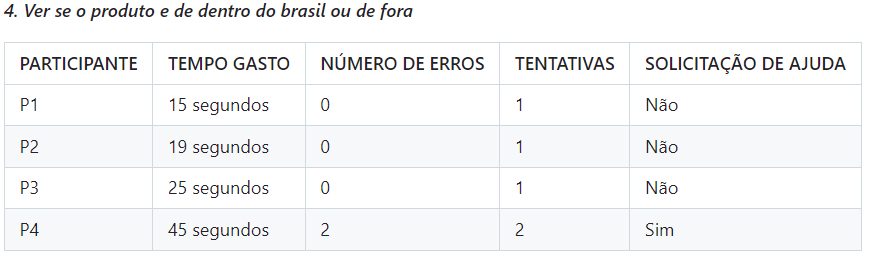 4. Ver se o produto e de dentro do brasil ou de fora
PARTICIPANTE TEMPO GASTO NÚMERO DE ERROS TENTATIVAS SOLICITAÇÃO DE AJUDA
P1 15 segundos 0 1 Não
P2 19 segundos 0 1 Não
P3 25 segundos 0 1 Não
P4 45 segundos 2 2 Sim